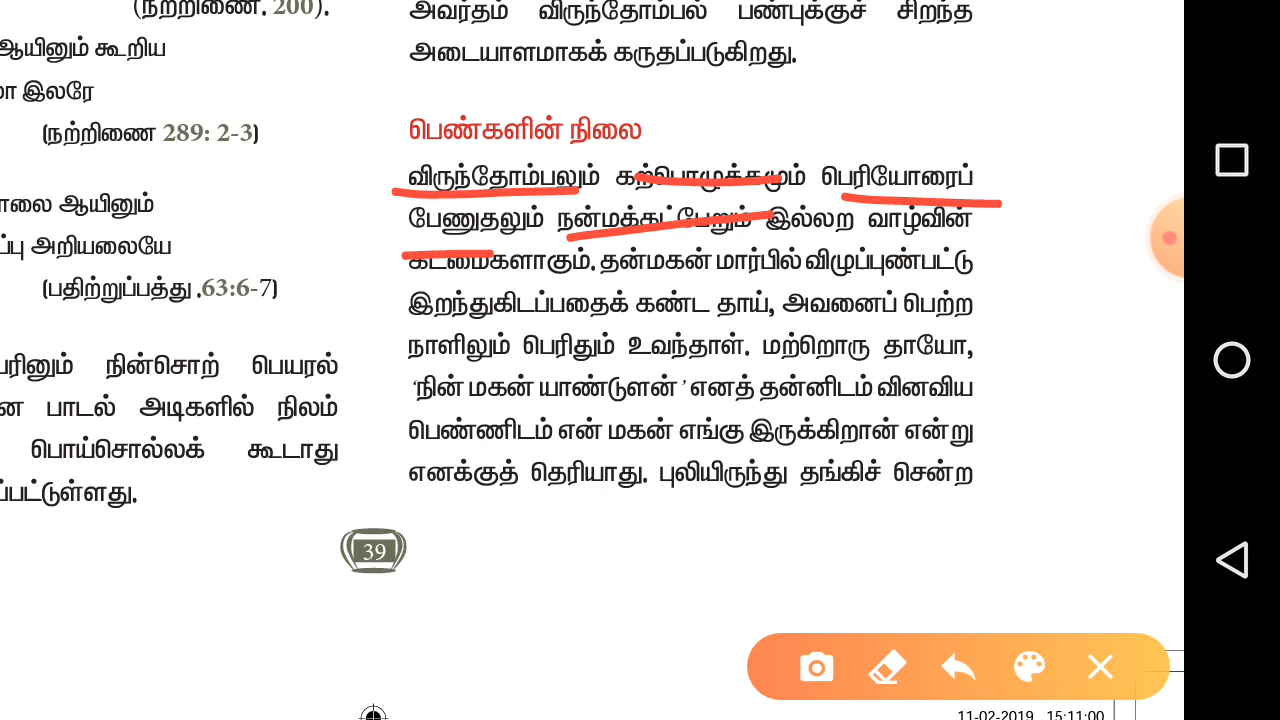 (நற்றிணை. 200).
ஆயினும் கூறிய
இலரே
(நற்றிணை 289: 2-3)
ஆயினும்
அறியலையே
(பதிற்றுப்பத்து .63:6-7)
நின்சொற் பெயரல்
பாடல் அடிகளில் நிலம்
பொய்சொல்லக் கூடாது
அவர்தம் விருந்தோம்பல் பண்புக்குச் சிறந்த
அடையாளமாகக் கருதப்படுகிறது.
பெண்களின் நிலை
விருந்தோம்பலும் கற்பொழுக்கமும் பெரியோரைப்
பேணுதலும் நன்மக்கட்பேறும் இல்லற வாழ்வின்
கடமைகளாகும். தன்மகன் மார்பில் விழுப்புண்பட்டு
இறந்துகிடப்பதைக் கண்ட தாய், அவனைப் பெற்ற
நாளிலும் பெரிதும் உவந்தாள். மற்றொரு தாயோ,
‘நின் மகன் யாண்டுளன்’ எனத் தன்னிடம் வினவிய
பெண்ணிடம் என் மகன் எங்கு இருக்கிறான் என்று
எனக்குத் தெரியாது. புலியிருந்து தங்கிச் சென்ற
39
11-02-2019 15:11:00